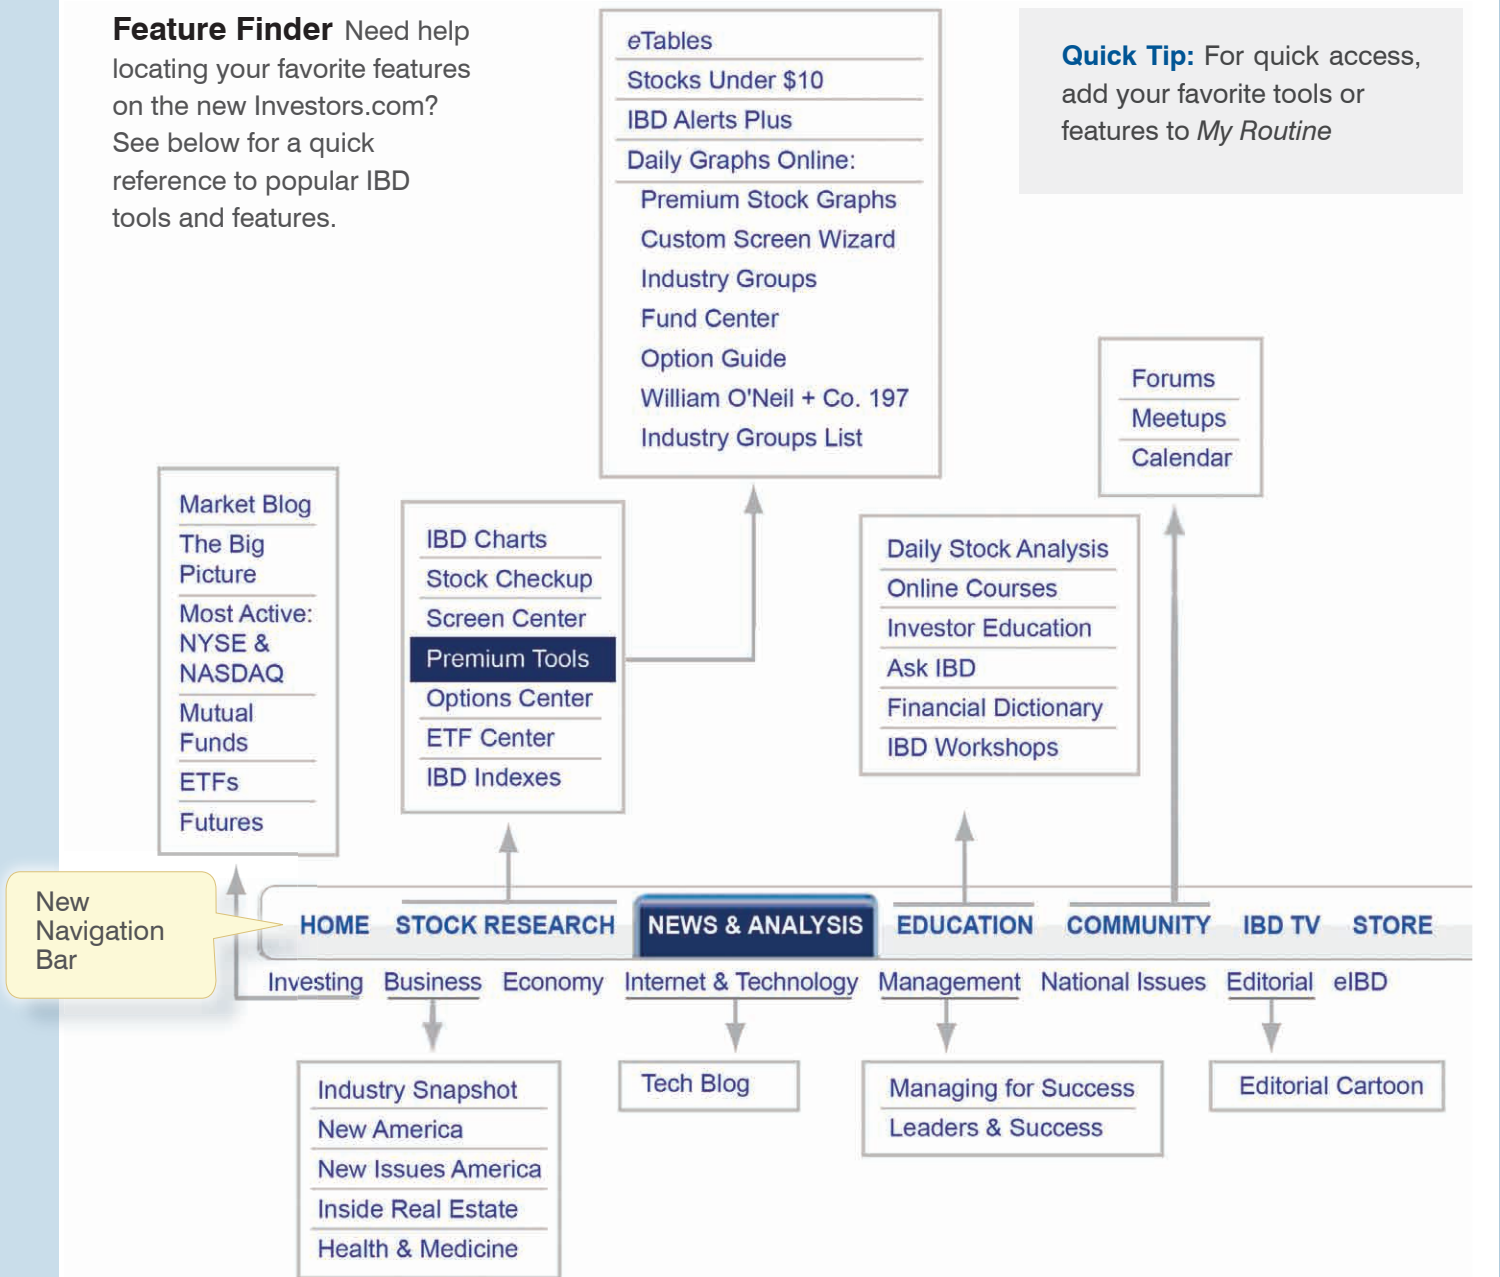 Feature Finder Need help
locating your favorite features
on the new Investors.com?
See below for a quick
reference to popular IBD
tools and features.
eTables
Stocks Under $10
IBD Alerts Plus
Daily Graphs Online:
Premium Stock Graphs
Custom Screen Wizard
Industry Groups
Fund Center
Option Guide
William O'Neil + Co. 197
Industry Groups List
Quick Tip: For quick access,
add your favorite tools or
features to My Routine
Forums
Meetups
Calendar
Market Blog
The Big
Picture
Most Active:
NYSE &
NASDAQ
Mutual
Funds
ETFs
Futures
IBD Charts
Stock Checkup
Screen Center
Premium Tools
Options Center
ETF Center
IBD Indexes
Daily Stock Analysis
Online Courses
Investor Education
Ask IBD
Financial Dictionary
IBD Workshops
New
Navigation
Bar
HOME STOCK RESEARCH NEWS & ANALYSIS EDUCATION COMMUNITY IBD TV STORE
Investing Business Economy Internet & Technology Management National Issues Editorial eIBD
Industry Snapshot
New America
New Issues America
Inside Real Estate
Health & Medicine
Tech Blog
Managing for Success
Leaders & Success
Editorial Cartoon